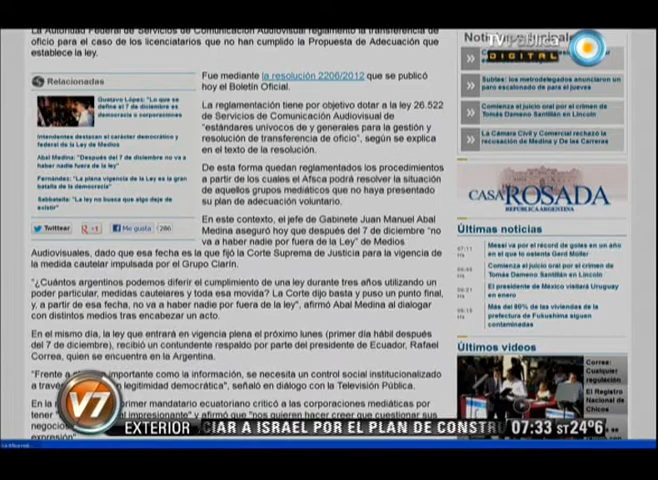 La Autoridad Federal de Servicios de Comunicación Audiovisual reglamentó la transferencia de
oficio para el caso de los licenciatarios que no han cumplido la Propuesta de Adecuación que
establece la ley.
Relacionadas
Gustavo López: "Lo que se
define el 7 de diciembre es
democracia o corporaciones
Intendentes destacan el carácter democrático y
federal de la Ley de Medios
Abal Medina: "Después del 7 de diciembre no va a
haber nadie por fuera de la ley"
Fernández: "La plena vigencia de la Ley es la gran
batalla de la democracia"
Sabbatella: "La ley no busca que algo deje de
existir"
Twittear +1 Me gusta 286
Fue mediante la resolución 2206/2012 que se publicó
hoy el Boletín Oficial.
La reglamentación tiene por objetivo dotar a la ley 26.522
de Servicios de Comunicación Audiovisual de
"estándares unívocos de y generales para la gestión y
resolución de transferencia de oficio", según se explica
en el texto de la resolución.
De esta forma quedan reglamentados los procedimientos
a partir de los cuales el Afsca podrá resolver la situación
de aquellos grupos mediáticos que no haya presentado
su plan de adecuación voluntario.
En este contexto, el jefe de Gabinete Juan Manuel Abal
Medina aseguró hoy que después del 7 de diciembre "no
va a haber nadie por fuera de la Ley" de Medios
Audiovisuales, dado que esa fecha es la que fijó la Corte Suprema de Justicia para la vigencia de
la medida cautelar impulsada por el Grupo Clarín.
"¿Cuántos argentinos podemos diferir el cumplimiento de una ley durante tres años utilizando un
poder particular, medidas cautelares y toda esa movida? La Corte dijo basta y puso un punto final,
y, a partir de esa fecha, no va a haber nadie por fuera de la ley", afirmó Abal Medina al dialogar
con distintos medios tras encabezar un acto.
En el mismo día, la ley que entrará en vigencia plena el próximo lunes (primer día hábil después
del 7 de diciembre), recibió un contundente respaldo por parte del presidente de Ecuador, Rafael
Correa, quien se encuentra en la Argentina.
"Frente a importante como la información, se necesita un control social institucionalizado
a través legitimidad democrática", señaló en diálogo con la Televisión Pública.
En la primer mandatario ecuatoriano criticó a las corporaciones mediáticas por
tener impresionante" y afirmó que "nos quieren hacer creer que cuestionar sus
negocios
expresión"
TV Pública
DIGITAL
Subtes: los metrodelegados anunciaron un
paro escalonado de para el jueves
Comienza el juicio oral por el crimen de
Tomás Dameno Santillán en Lincoln
La Cámara Civil y Comercial rechazó la
recusación de Medina y De las Carreras
CASA ROSADA
REPUBLICA ARGENTINA
Últimas noticias
07:11
Hs
Messi va por el récord de goles en un año
en el que lo ostenta Gerd Müller
Comienza el juicio oral por el crimen de
Tomás Dameno Santillán en Lincoln
El presidente de México visitará Uruguay
en enero
Más del 80% de las viviendas de la
prefectura de Fukushima siguen
contaminadas
Últimos videos
Correa:
Cualquier
regulación
El Registro
Nacional de
Chicos
V7
EXTERIOR CIAR A ISRAEL POR EL PLAN DE CONSTRU 07:33 ST 24°6